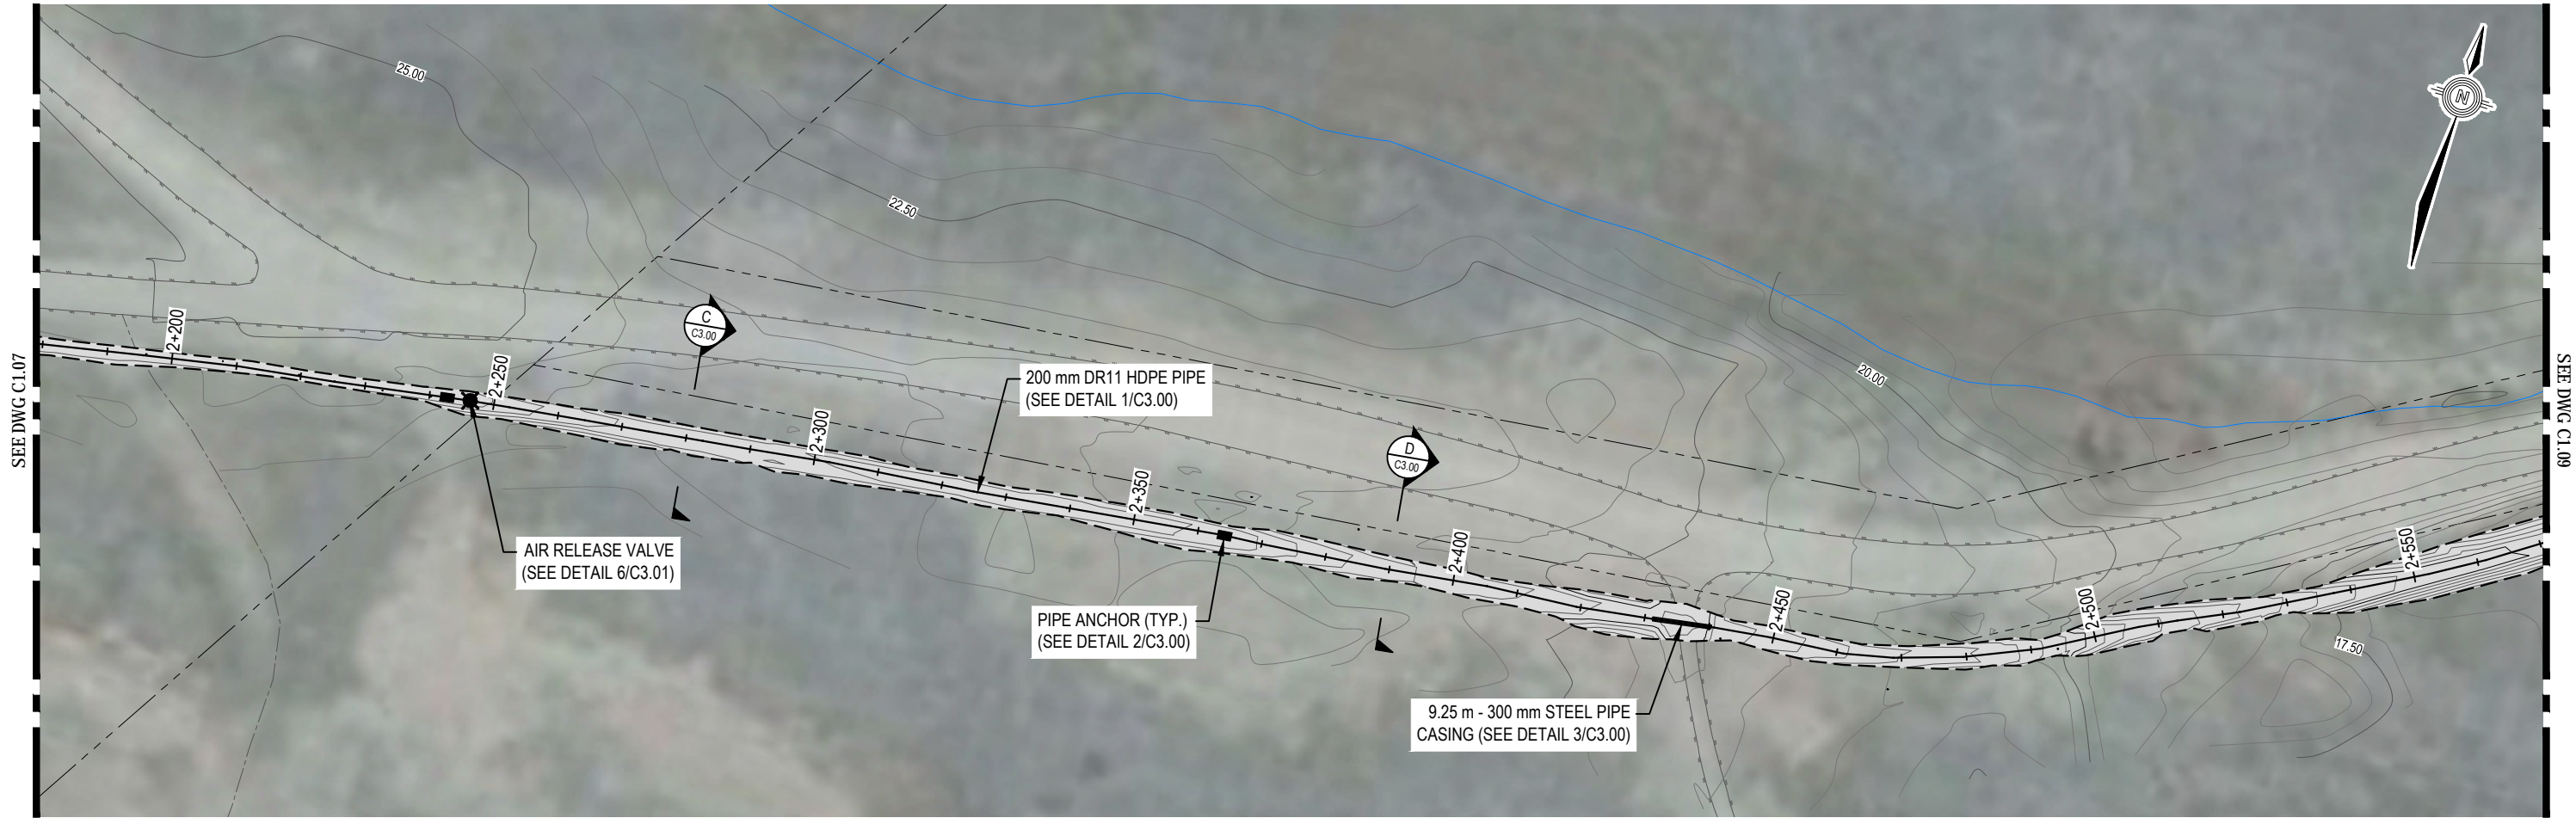 25.00
22.50
N
C
C3.00
2+200
SEE DWG C1.07
2+250
200 mm DR11 HDPE PIPE
(SEE DETAIL 1/C3.00)
20.00
SEE DWG C1.09
2+300
D
C3.00
2+350
AIR RELEASE VALVE
(SEE DETAIL 6/C3.01)
2+400
2+550
PIPE ANCHOR (TYP.)
(SEE DETAIL 2/C3.00)
2+450
2+500
17.50
9.25 m - 300 mm STEEL PIPE
CASING (SEE DETAIL 3/C3.00)